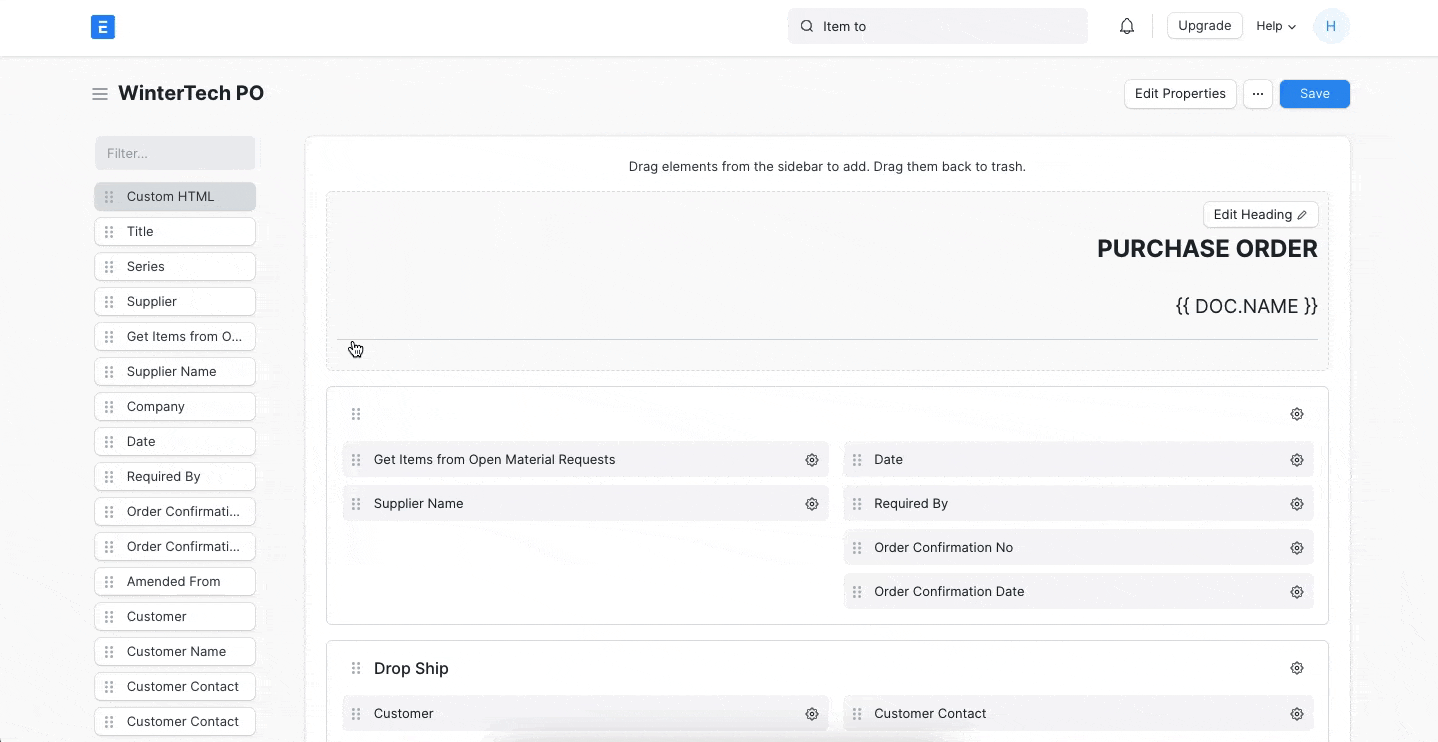 E
Item to
Upgrade
Help
H
WinterTech PO
Edit Properties
...
Save
Filter...
Custom HTML
Title
Series
Supplier
Get Items from O...
Supplier Name
Company
Date
Required By
Order Confirmati...
Order Confirmati...
Amended From
Customer
Customer Name
Customer Contact
Customer Contact
Drag elements from the sidebar to add. Drag them back to trash.
Edit Heading
PURCHASE ORDER
{{ DOC.NAME }}
Get Items from Open Material Requests
Supplier Name
Date
Required By
Order Confirmation No
Order Confirmation Date
Drop Ship
Customer
Customer Contact